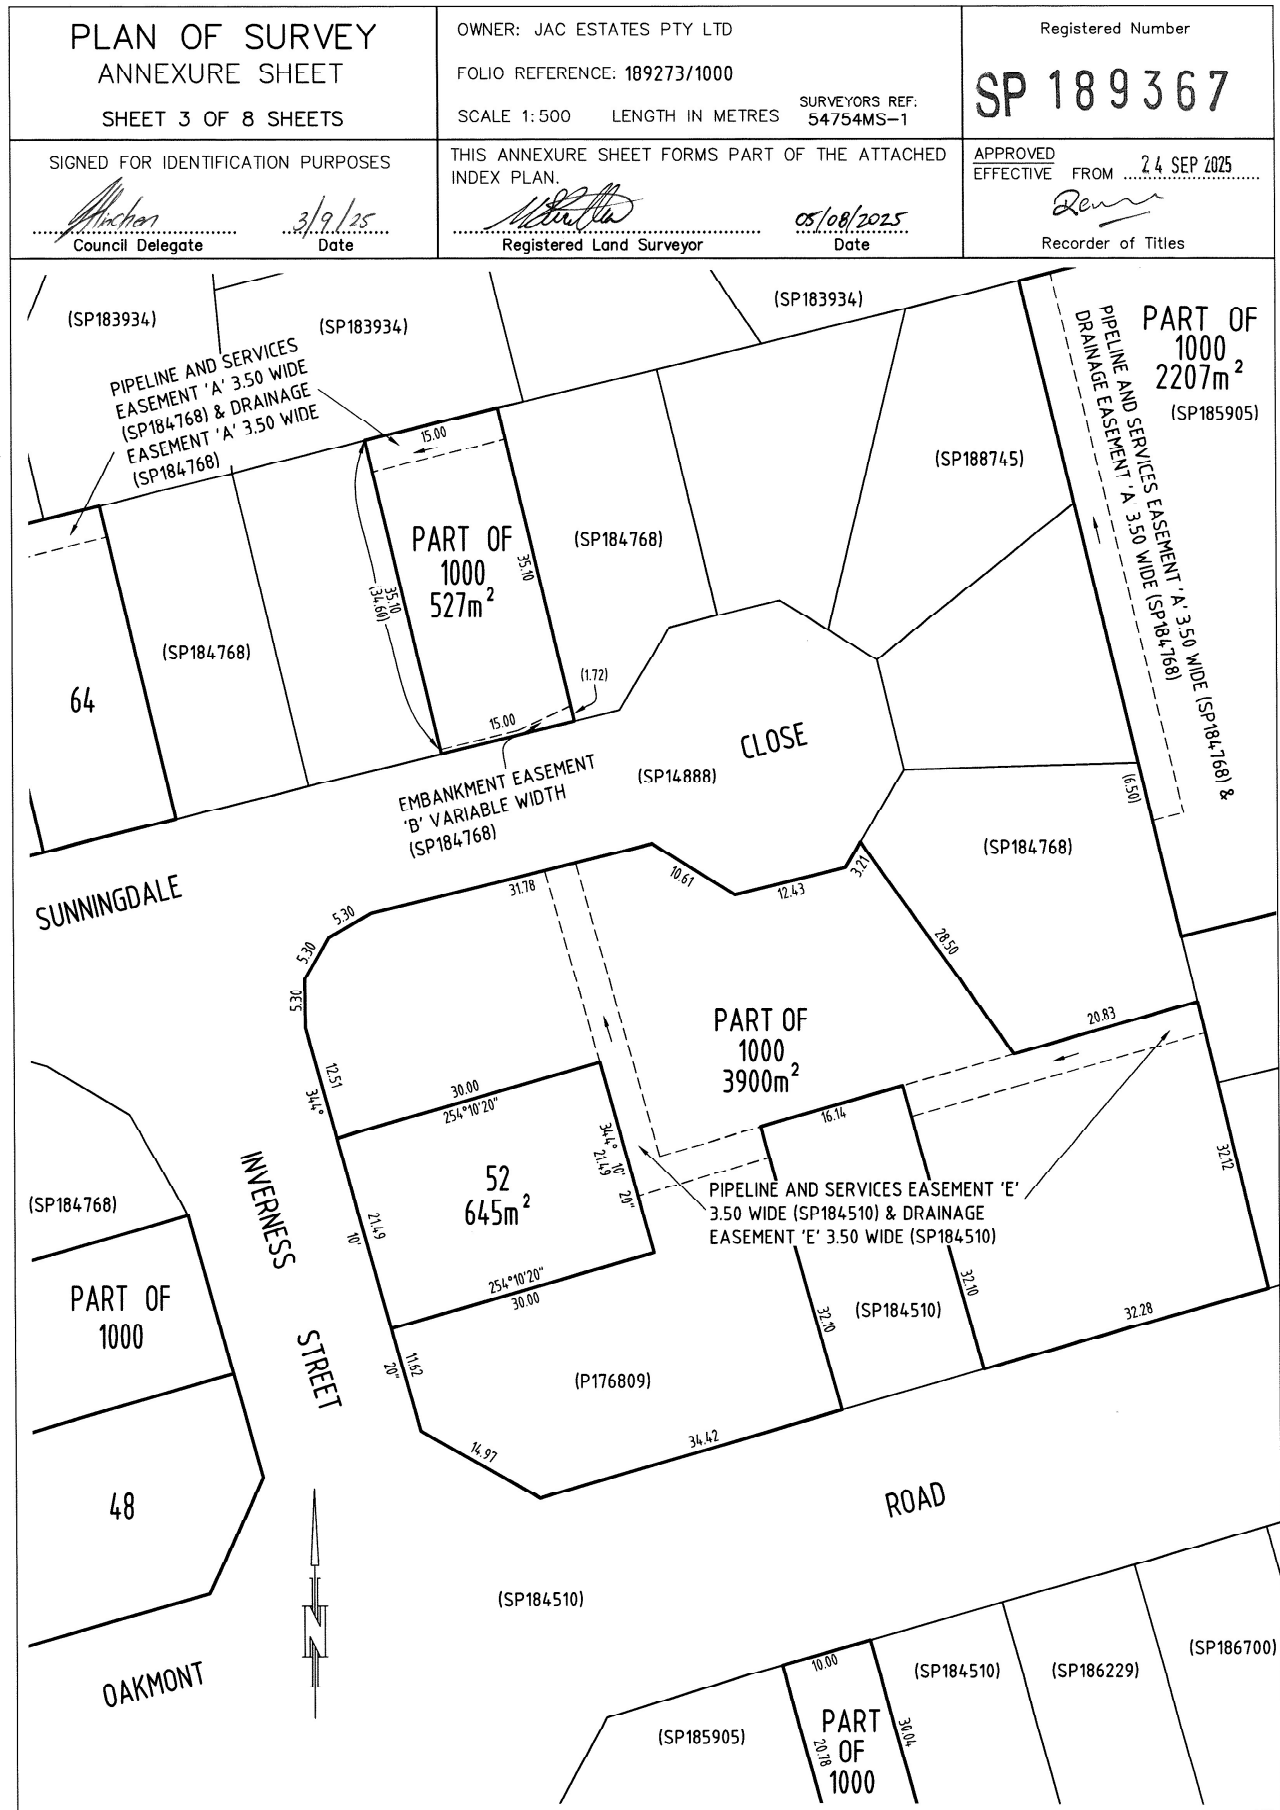 PLAN OF SURVEY
ANNEXURE SHEET
SHEET 3 OF 8 SHEETS
OWNER: JAC ESTATES PTY LTD
FOLIO REFERENCE: 189273/1000
SCALE 1:500 LENGTH IN METRES SURVEYORS REF: 54754MS-1
Registered Number
SP 189367
SIGNED FOR IDENTIFICATION PURPOSES
3/9/25
Council Delegate Date
THIS ANNEXURE SHEET FORMS PART OF THE ATTACHED
INDEX PLAN.
05/08/2025
Registered Land Surveyor Date
APPROVED
EFFECTIVE FROM 24 SEP 2025
Recorder of Titles
(SP183934)
(SP183934)
(SP183934)
PIPELINE AND SERVICES
EASEMENT 'A' 3.50 WIDE
(SP184768) & DRAINAGE
EASEMENT 'A' 3.50 WIDE
(SP184768)
15.00
PART OF
1000
527m²
35.10
35.10
(34.60)
15.00
(1.72)
(SP184768)
(SP188745)
PART OF
1000
2207m²
(SP185905)
PIPELINE AND SERVICES EASEMENT 'A' 3.50 WIDE (SP184768) &
DRAINAGE EASEMENT 'A' 3.50 WIDE (SP184768)
(6.50)
64
(SP184768)
EMBANKMENT EASEMENT
'B' VARIABLE WIDTH
(SP184768)
(SP14888)
CLOSE
(SP184768)
SUNNINGDALE
31.78
10.61
12.43
3.21
28.50
20.83
5.30
5.30
5.30
12.51
344°
30.00
254°10'20"
PART OF
1000
3900m²
16.14
52
645m²
344° 10' 20"
21.49
21.49
10'
254°10'20"
30.00
PIPELINE AND SERVICES EASEMENT 'E'
3.50 WIDE (SP184510) & DRAINAGE
EASEMENT 'E' 3.50 WIDE (SP184510)
32.12
(SP184768)
INVERNESS
STREET
PART OF
1000
11.62
20"
(P176809)
32.10
(SP184510)
32.10
32.28
14.97
34.42
48
ROAD
(SP184510)
N
OAKMONT
(SP185905)
10.00
PART
OF
1000
20.78
30.04
(SP184510)
(SP186229)
(SP186700)